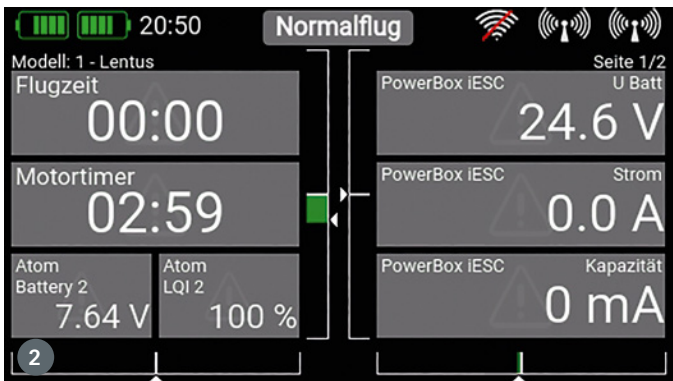 20:50 Normalflug
Modell: 1 - Lentus Seite 1/2
Flugzeit
00:00
Motortimer
02:59
Atom
Battery 2
7.64 V
Atom
LQI 2
100 %
PowerBox iESC U Batt
24.6 V
PowerBox iESC Strom
0.0 A
PowerBox iESC Kapazität
0 mA
2